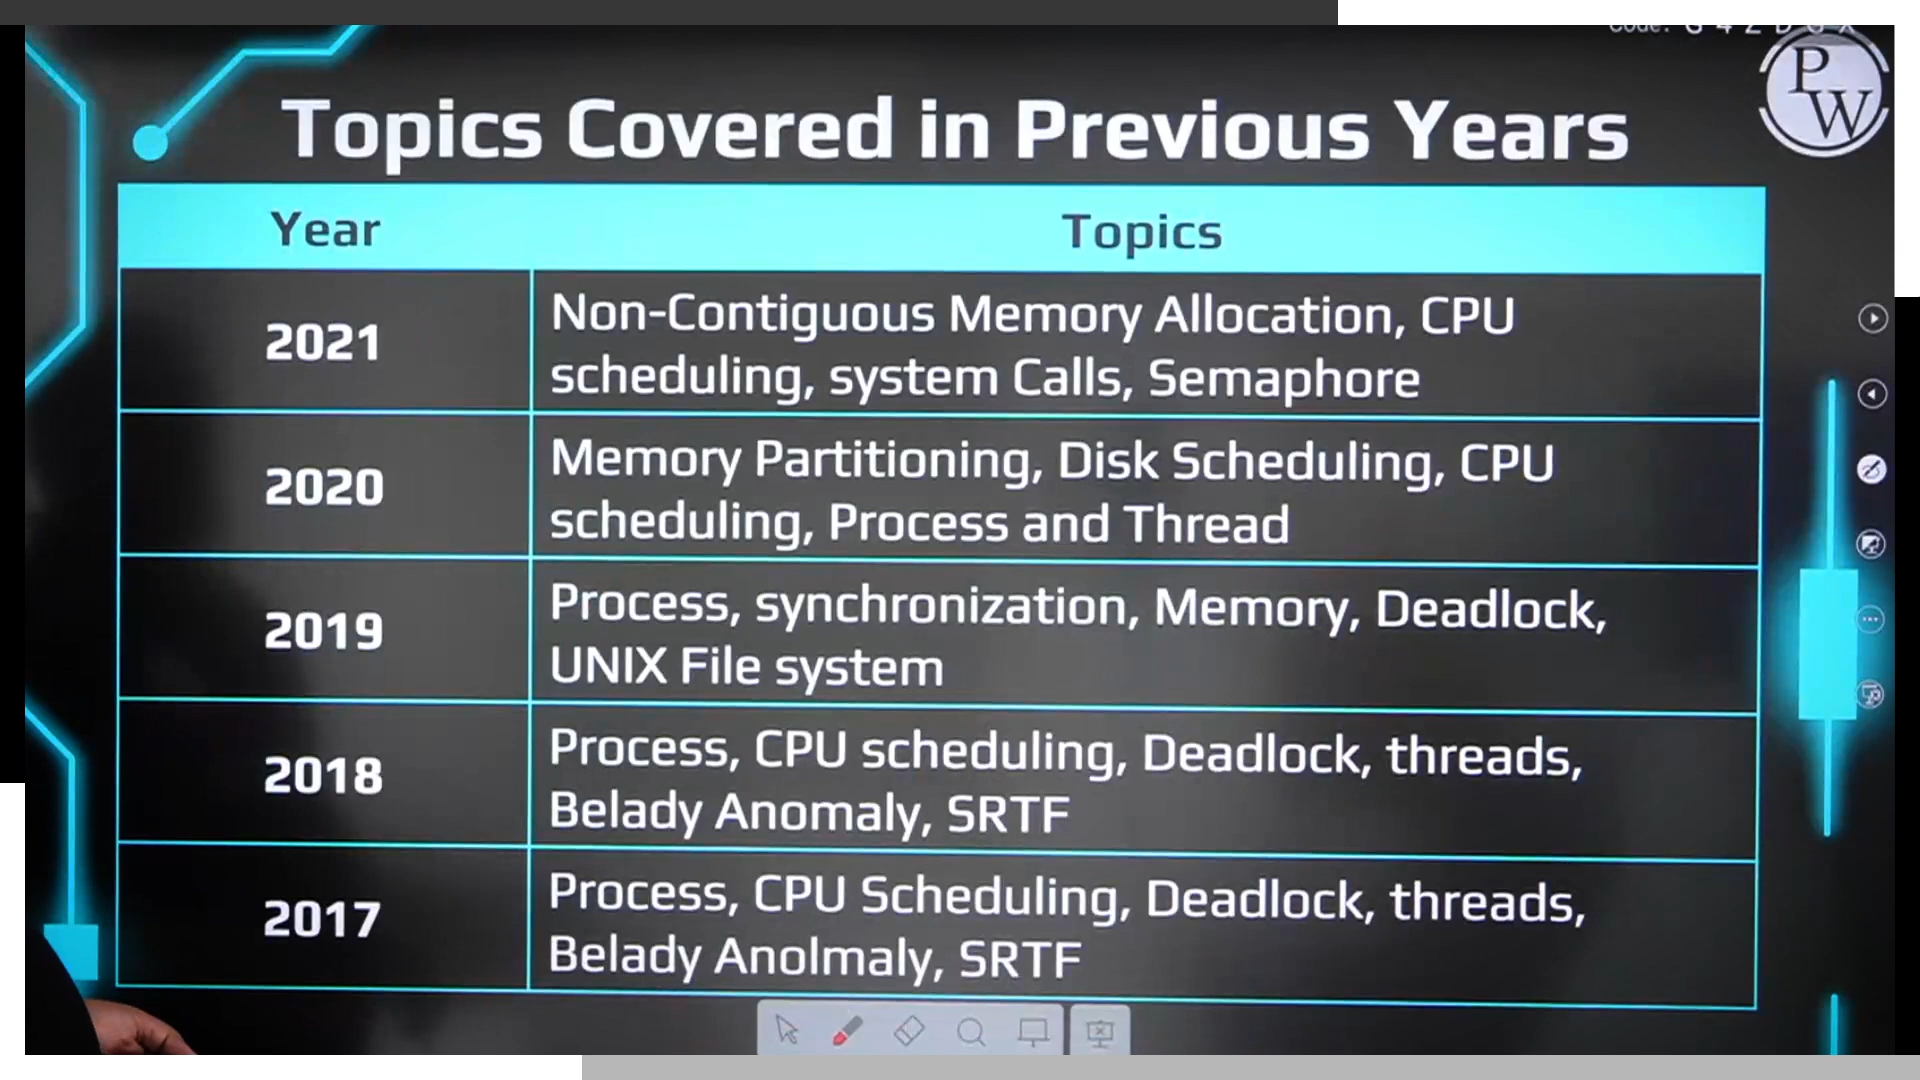 Topics Covered in Previous Years
P
W
Year Topics
2021
Non-Contiguous Memory Allocation, CPU
scheduling, system Calls, Semaphore
2020
Memory Partitioning, Disk Scheduling, CPU
scheduling, Process and Thread
2019
Process, synchronization, Memory, Deadlock,
UNIX File system
2018
Process, CPU scheduling, Deadlock, threads,
Belady Anomaly, SRTF
2017
Process, CPU Scheduling, Deadlock, threads,
Belady Anolmaly, SRTF